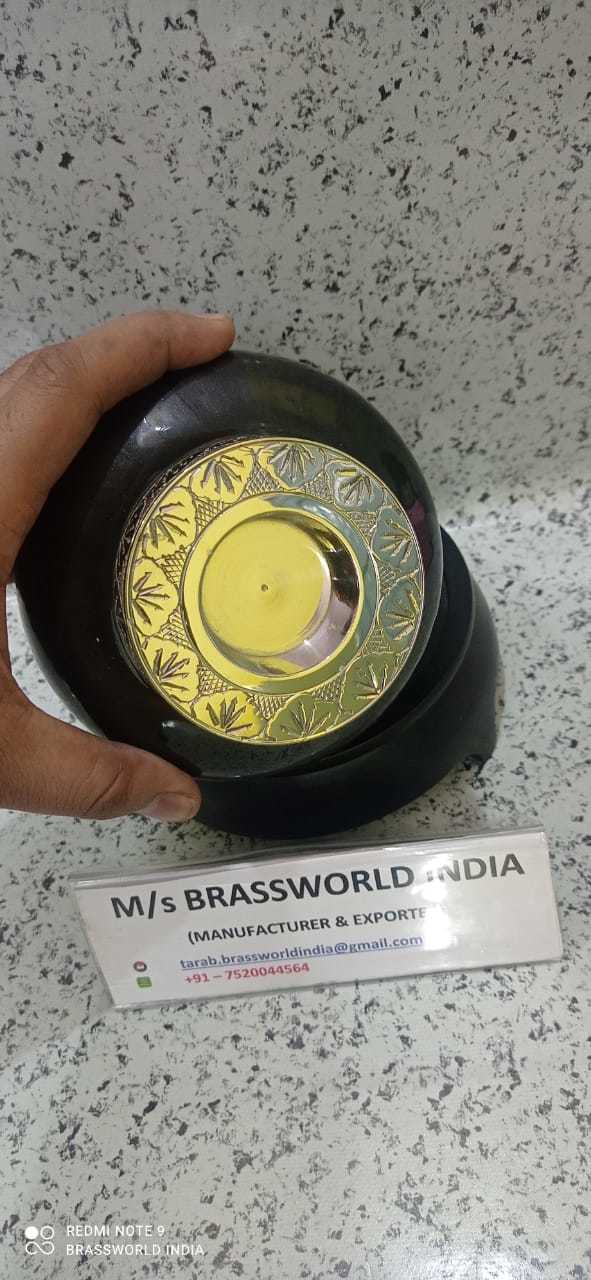 M/s BRASSWORLD INDIA
(MANUFACTURER & EXPORTE
tarab.brassworldindia@gmail.com
+91 – 7520044564
REDMI NOTE 9
BRASSWORLD INDIA